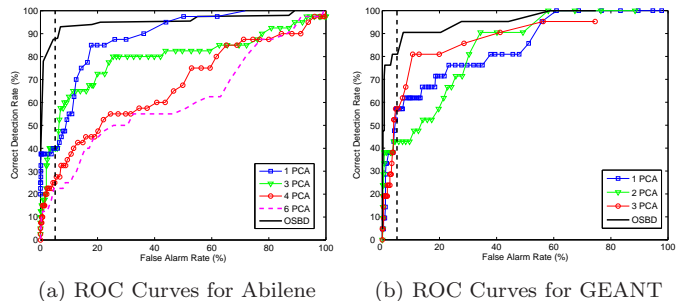 100
90
80
70
60
50
40
30
20
10
0
Correct Detection Rate (%)
0 20 40 60 80 100
False Alarm Rate (%)
1 PCA
3 PCA
4 PCA
6 PCA
OSBD
(a) ROC Curves for Abilene
100
90
80
70
60
50
40
30
20
10
0
Correct Detection Rate (%)
0 20 40 60 80 100
False Alarm Rate (%)
1 PCA
2 PCA
3 PCA
OSBD
(b) ROC Curves for GEANT